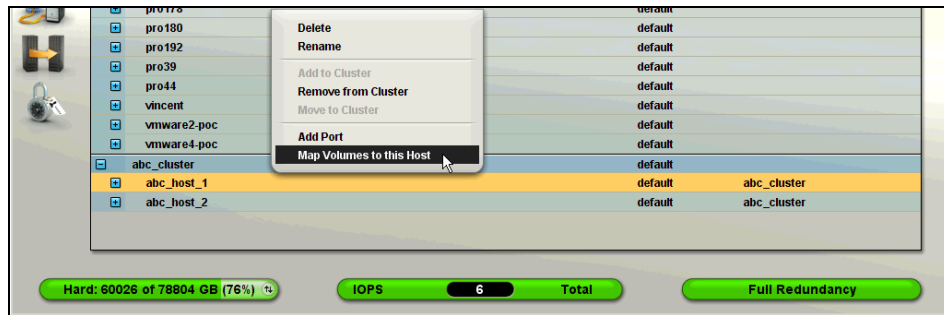 pro178 default
pro180 default
pro192 default
pro39 default
pro44 default
vincent default
vmware2-poc default
vmware4-poc default
abc_cluster default
abc_host_1 default abc_cluster
abc_host_2 default abc_cluster
Delete
Rename
Add to Cluster
Remove from Cluster
Move to Cluster
Add Port
Map Volumes to this Host
Hard: 60026 of 78804 GB (76%)
IOPS 6 Total
Full Redundancy